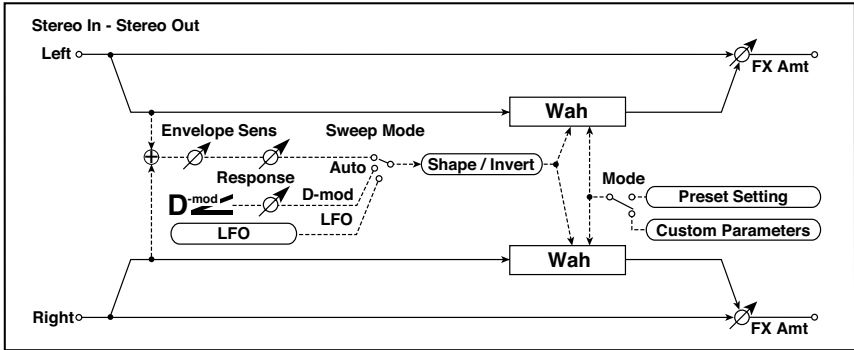 Stereo In - Stereo Out
Left
FX Amt
Wah
Envelope Sens
Sweep Mode
Auto
Shape / Invert
Response
Mode
D-mod
D-mod
Preset Setting
LFO
LFO
Custom Parameters
Wah
Right
FX Amt